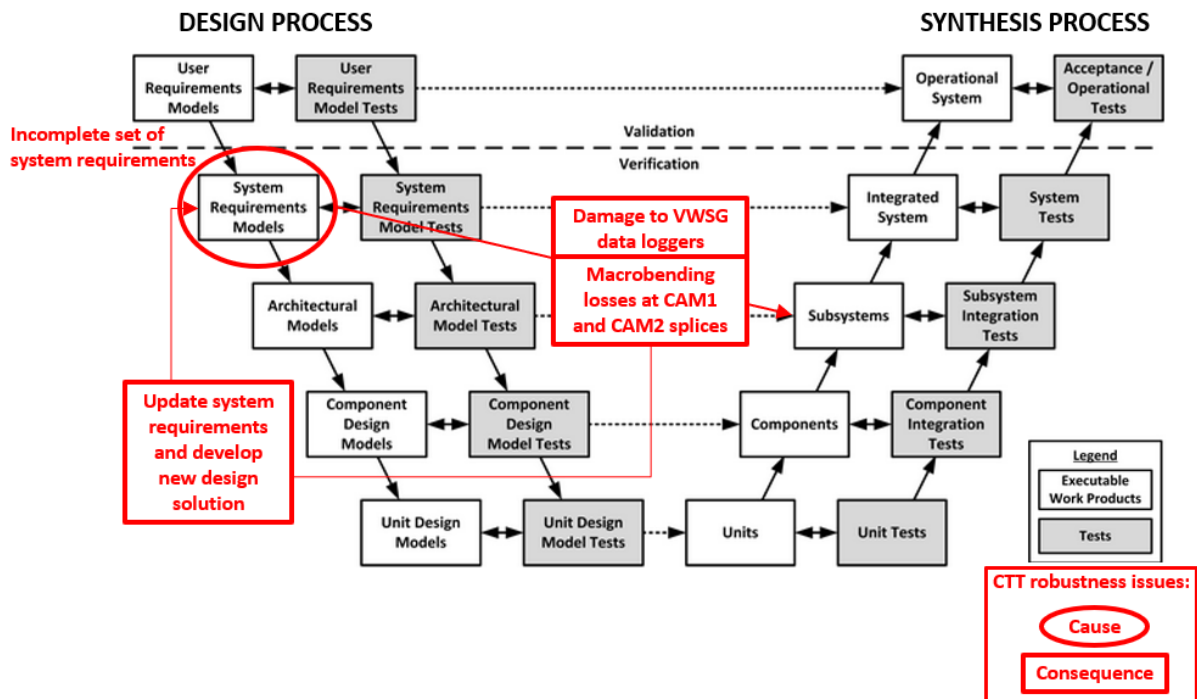 DESIGN PROCESS
SYNTHESIS PROCESS
User
Requirements
Models
User
Requirements
Model Tests
Operational
System
Acceptance /
Operational
Tests
Incomplete set of
system requirements
Validation
Verification
System
Requirements
Models
System
Requirements
Model Tests
Damage to VWSG
data loggers
Integrated
System
System
Tests
Macrobending
losses at CAM1
and CAM2 splices
Architectural
Models
Architectural
Model Tests
Subsystems
Subsystem
Integration
Tests
Update system
requirements
and develop
new design
solution
Component
Design
Models
Component
Design
Model Tests
Components
Component
Integration
Tests
Unit Design
Models
Unit Design
Model Tests
Units
Unit Tests
Legend
Executable
Work Products
Tests
CTT robustness issues:
Cause
Consequence